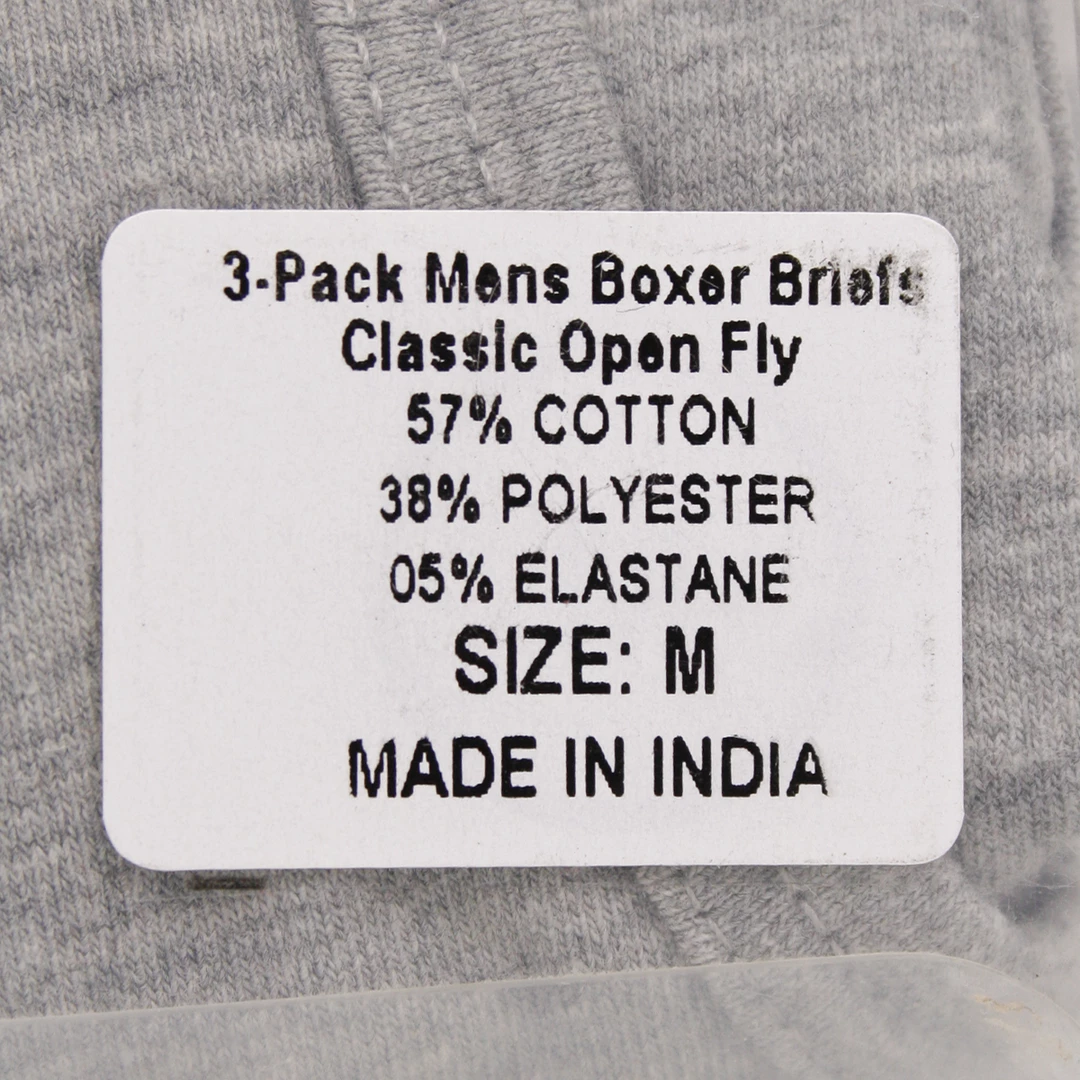 3-Pack Mens Boxer Briefs
Classic Open Fly
57% COTTON
38% POLYESTER
05% ELASTANE
SIZE: M
MADE IN INDIA